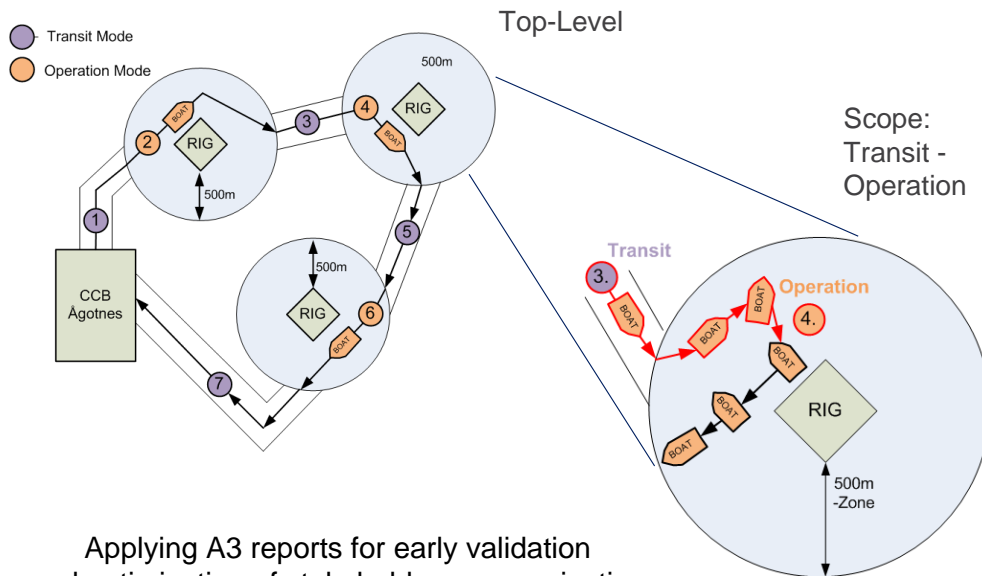 Top-Level
Transit Mode
Operation Mode
500m
RIG
BOAT
4
3
2
BOAT
RIG
500m
1
BOAT
5
CCB
Ågotnes
500m
RIG
6
BOAT
7
Scope:
Transit -
Operation
Transit
3.
BOAT
BOAT
BOAT
Operation
4.
BOAT
BOAT
BOAT
RIG
500m
-Zone
Applying A3 reports for early validation